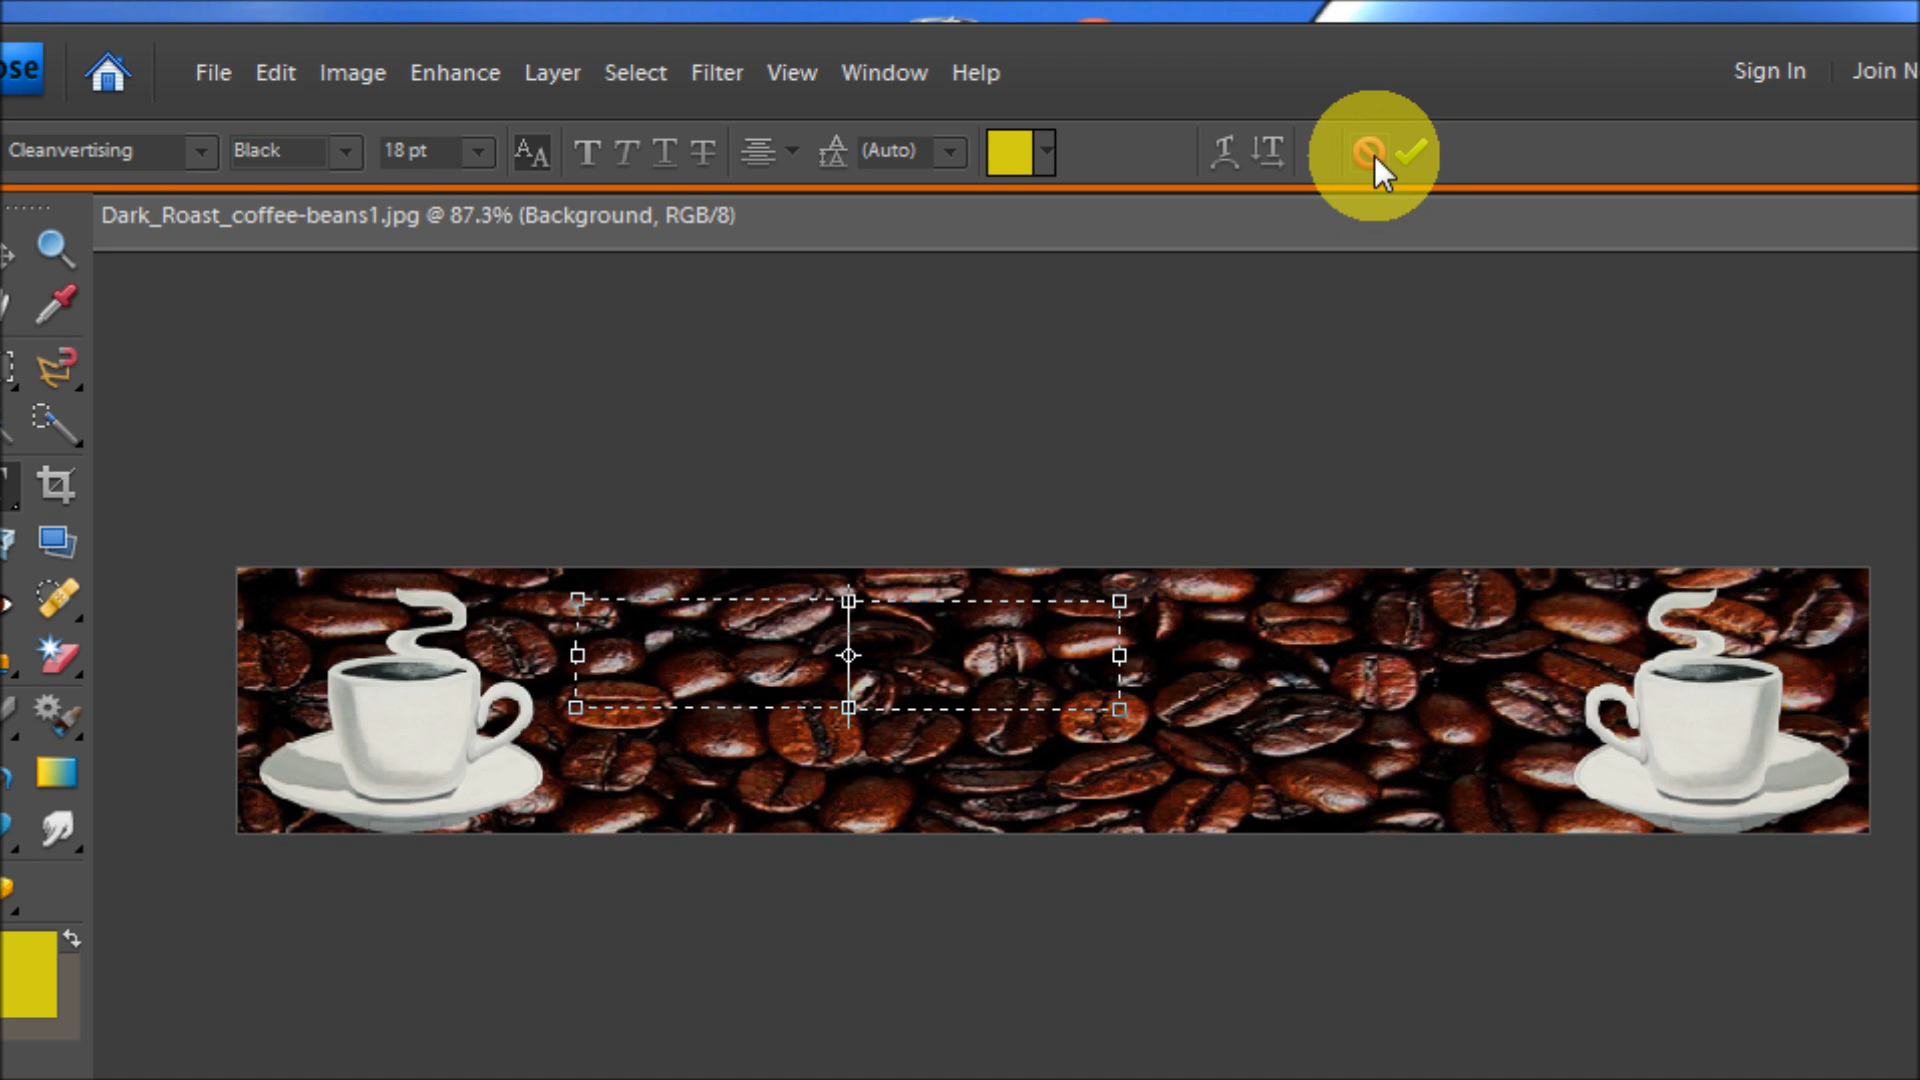 ose
File Edit Image Enhance Layer Select Filter View Window Help
Sign In
Join N
Cleanvertising
Black
18 pt
(Auto)
Dark_Roast_coffee-beans1.jpg @ 87.3% (Background, RGB/8)